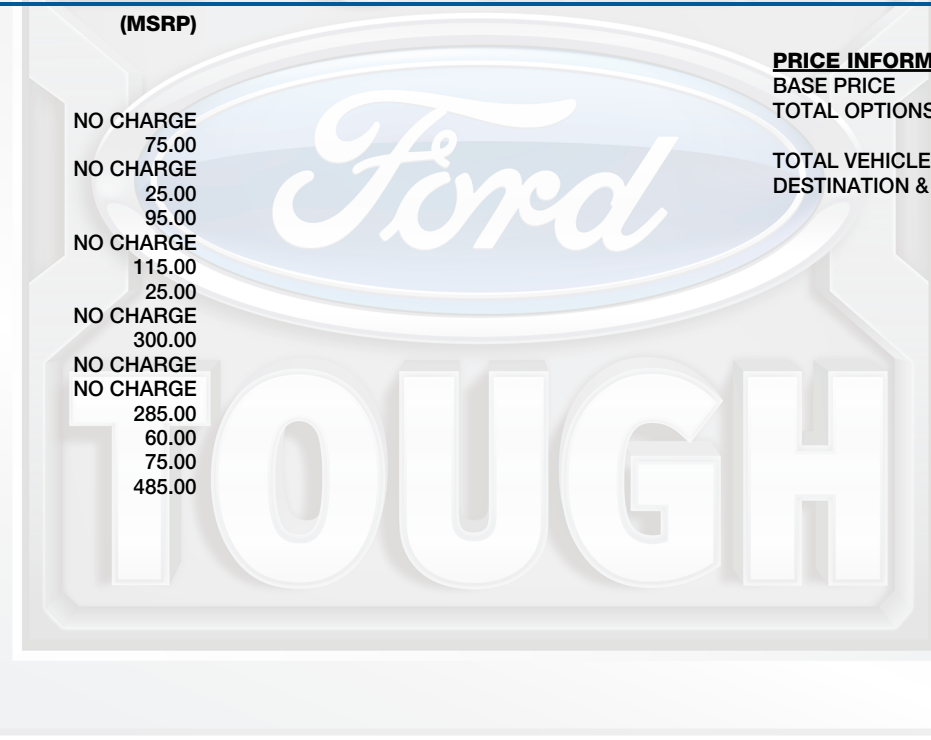 (MSRP)
NO CHARGE
75.00
NO CHARGE
25.00
95.00
NO CHARGE
115.00
25.00
NO CHARGE
300.00
NO CHARGE
NO CHARGE
285.00
60.00
75.00
485.00
PRICE INFORM
BASE PRICE
TOTAL OPTIONS
TOTAL VEHICLE
DESTINATION &
Ford
TOUGH